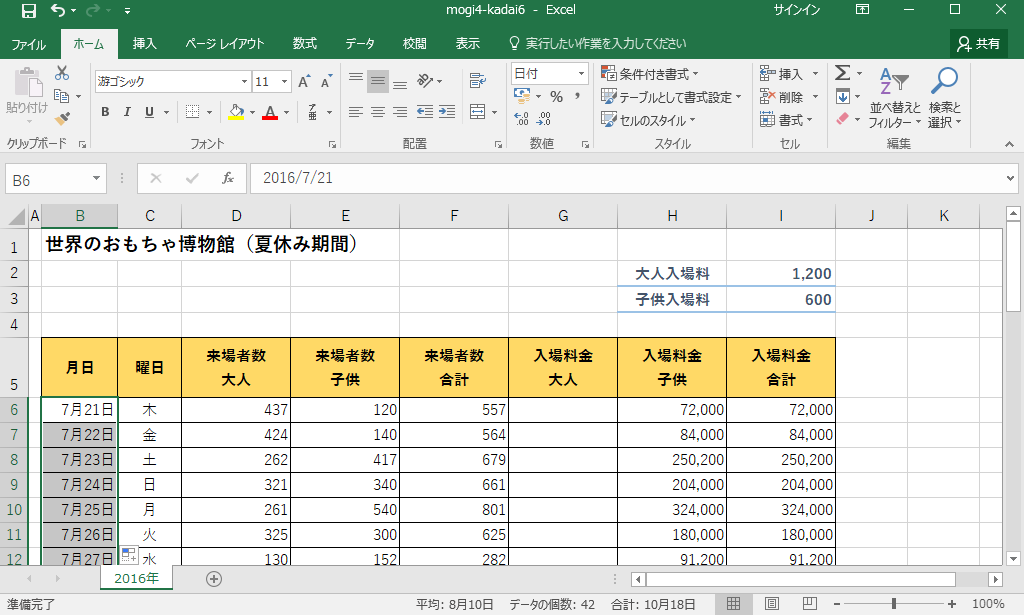 mogi4-kadai6 - Excel サインイン
ファイル ホーム 挿入 ページ レイアウト 数式 データ 校閲 表示 実行したい作業を入力してください 共有
貼り付け 游ゴシック 11 日付 条件付き書式 挿入 Σ
B I U % , テーブルとして書式設定 削除 並べ替えと 検索と
セルのスタイル 書式 フィルター 選択
クリップボード フォント 配置 数値 スタイル セル 編集
B6 fx 2016/7/21
A B C D E F G H I J K
1 世界のおもちゃ博物館（夏休み期間）
2 大人入場料 1,200
3 子供入場料 600
4
5 月日 曜日 来場者数 大人 来場者数 子供 来場者数 合計 入場料金 大人 入場料金 子供 入場料金 合計
6 7月21日 木 437 120 557 72,000 72,000
7 7月22日 金 424 140 564 84,000 84,000
8 7月23日 土 262 417 679 250,200 250,200
9 7月24日 日 321 340 661 204,000 204,000
10 7月25日 月 261 540 801 324,000 324,000
11 7月26日 火 325 300 625 180,000 180,000
12 7月27日 水 130 152 282 91,200 91,200
2016年
準備完了 平均: 8月10日 データの個数: 42 合計: 10月18日 100%